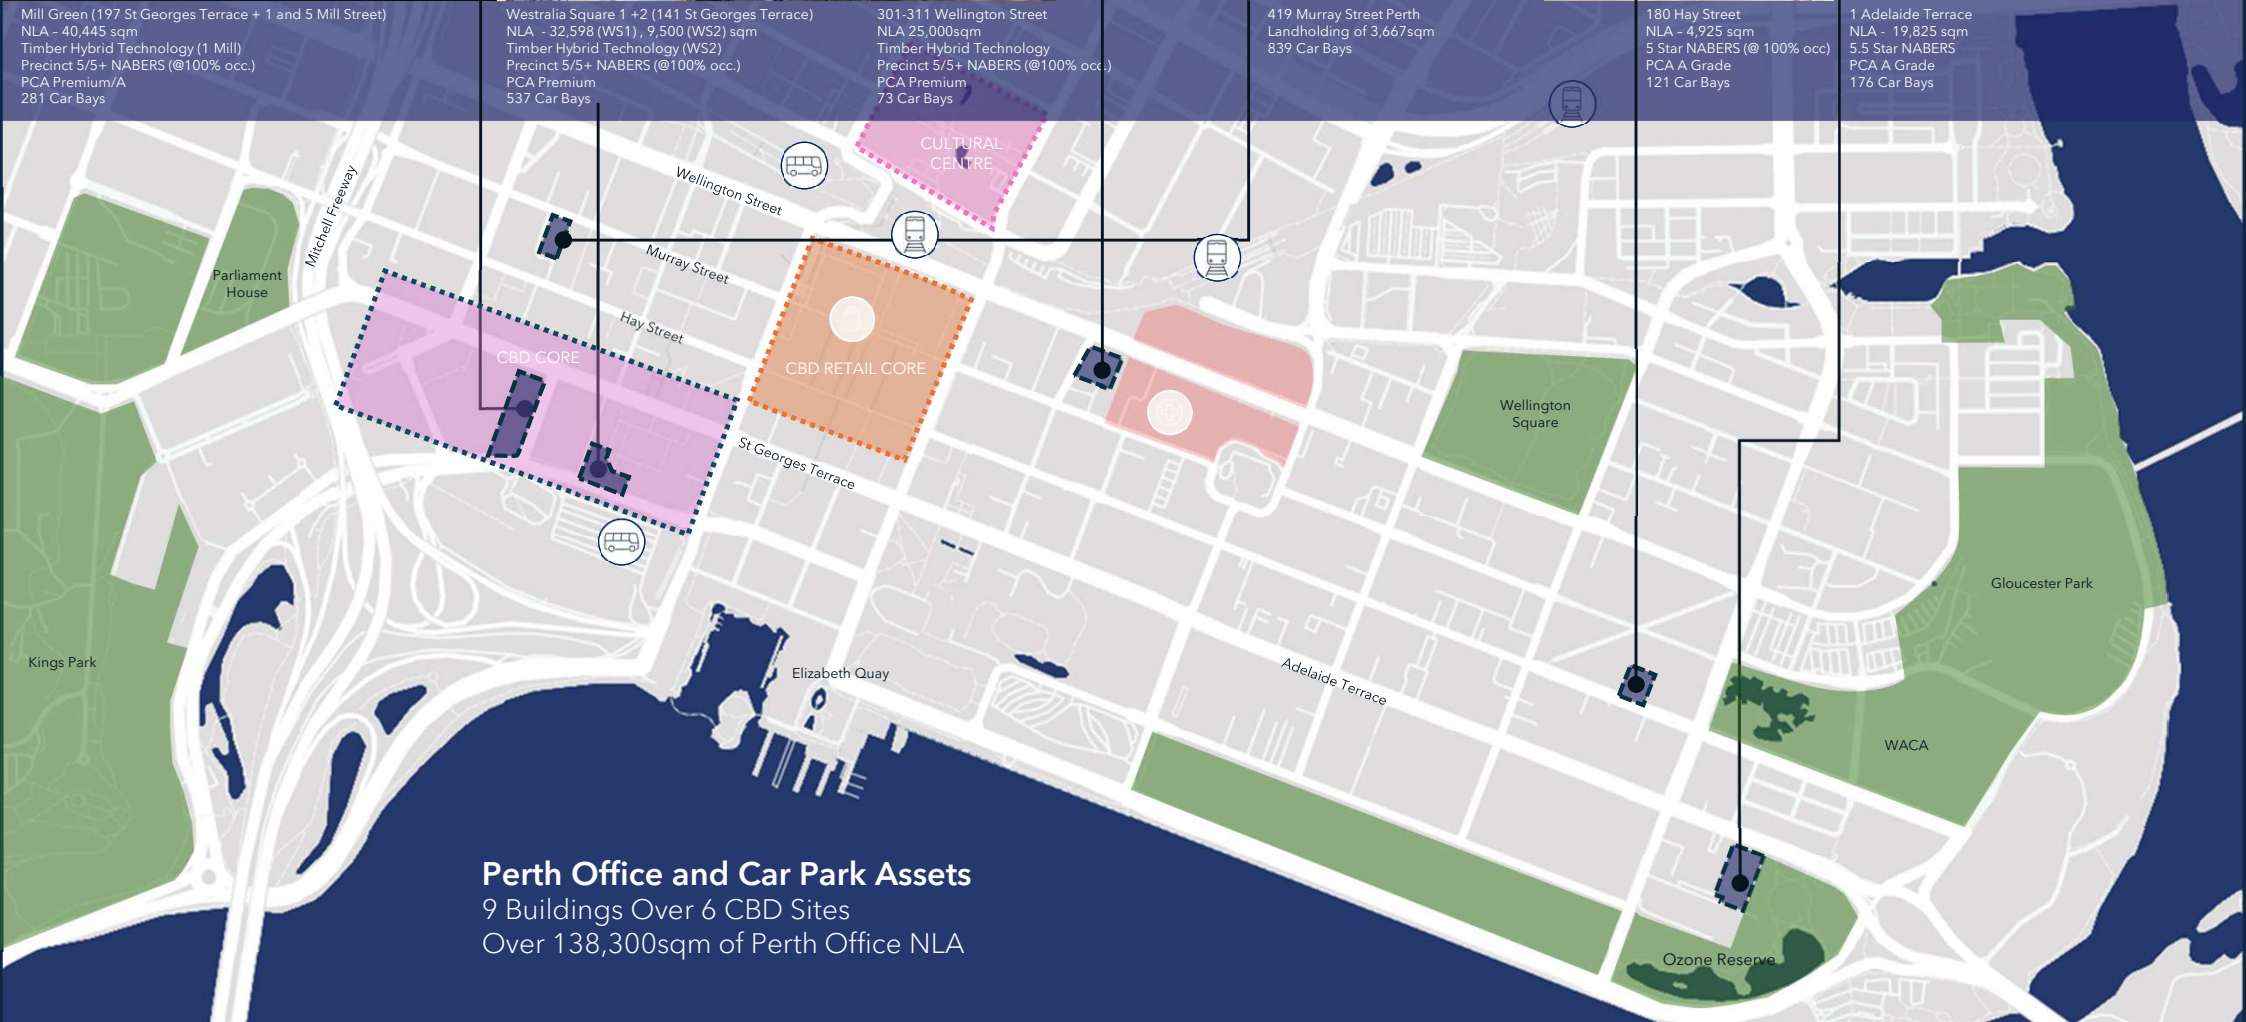 Mill Green (197 St Georges Terrace + 1 and 5 Mill Street)
NLA – 40,445 sqm
Timber Hybrid Technology (1 Mill)
Precinct 5/5+ NABERS (@100% occ.)
PCA Premium/A
281 Car Bays
Westralia Square 1 +2 (141 St Georges Terrace)
NLA - 32,598 (WS1) , 9,500 (WS2) sqm
Timber Hybrid Technology (WS2)
Precinct 5/5+ NABERS (@100% occ.)
PCA Premium
537 Car Bays
301-311 Wellington Street
NLA 25,000sqm
Timber Hybrid Technology
Precinct 5/5+ NABERS (@100% occ.)
PCA Premium
73 Car Bays
419 Murray Street Perth
Landholding of 3,667sqm
839 Car Bays
180 Hay Street
NLA – 4,925 sqm
5 Star NABERS (@ 100% occ)
PCA A Grade
121 Car Bays
1 Adelaide Terrace
NLA - 19,825 sqm
5.5 Star NABERS
PCA A Grade
176 Car Bays
CULTURAL
CENTRE
Wellington Street
Mitchell Freeway
Murray Street
Parliament
House
Hay Street
CBD CORE
CBD RETAIL CORE
Wellington
Square
St Georges Terrace
Gloucester Park
Kings Park
Elizabeth Quay
Adelaide Terrace
WACA
Perth Office and Car Park Assets
9 Buildings Over 6 CBD Sites
Over 138,300sqm of Perth Office NLA
Ozone Reserve